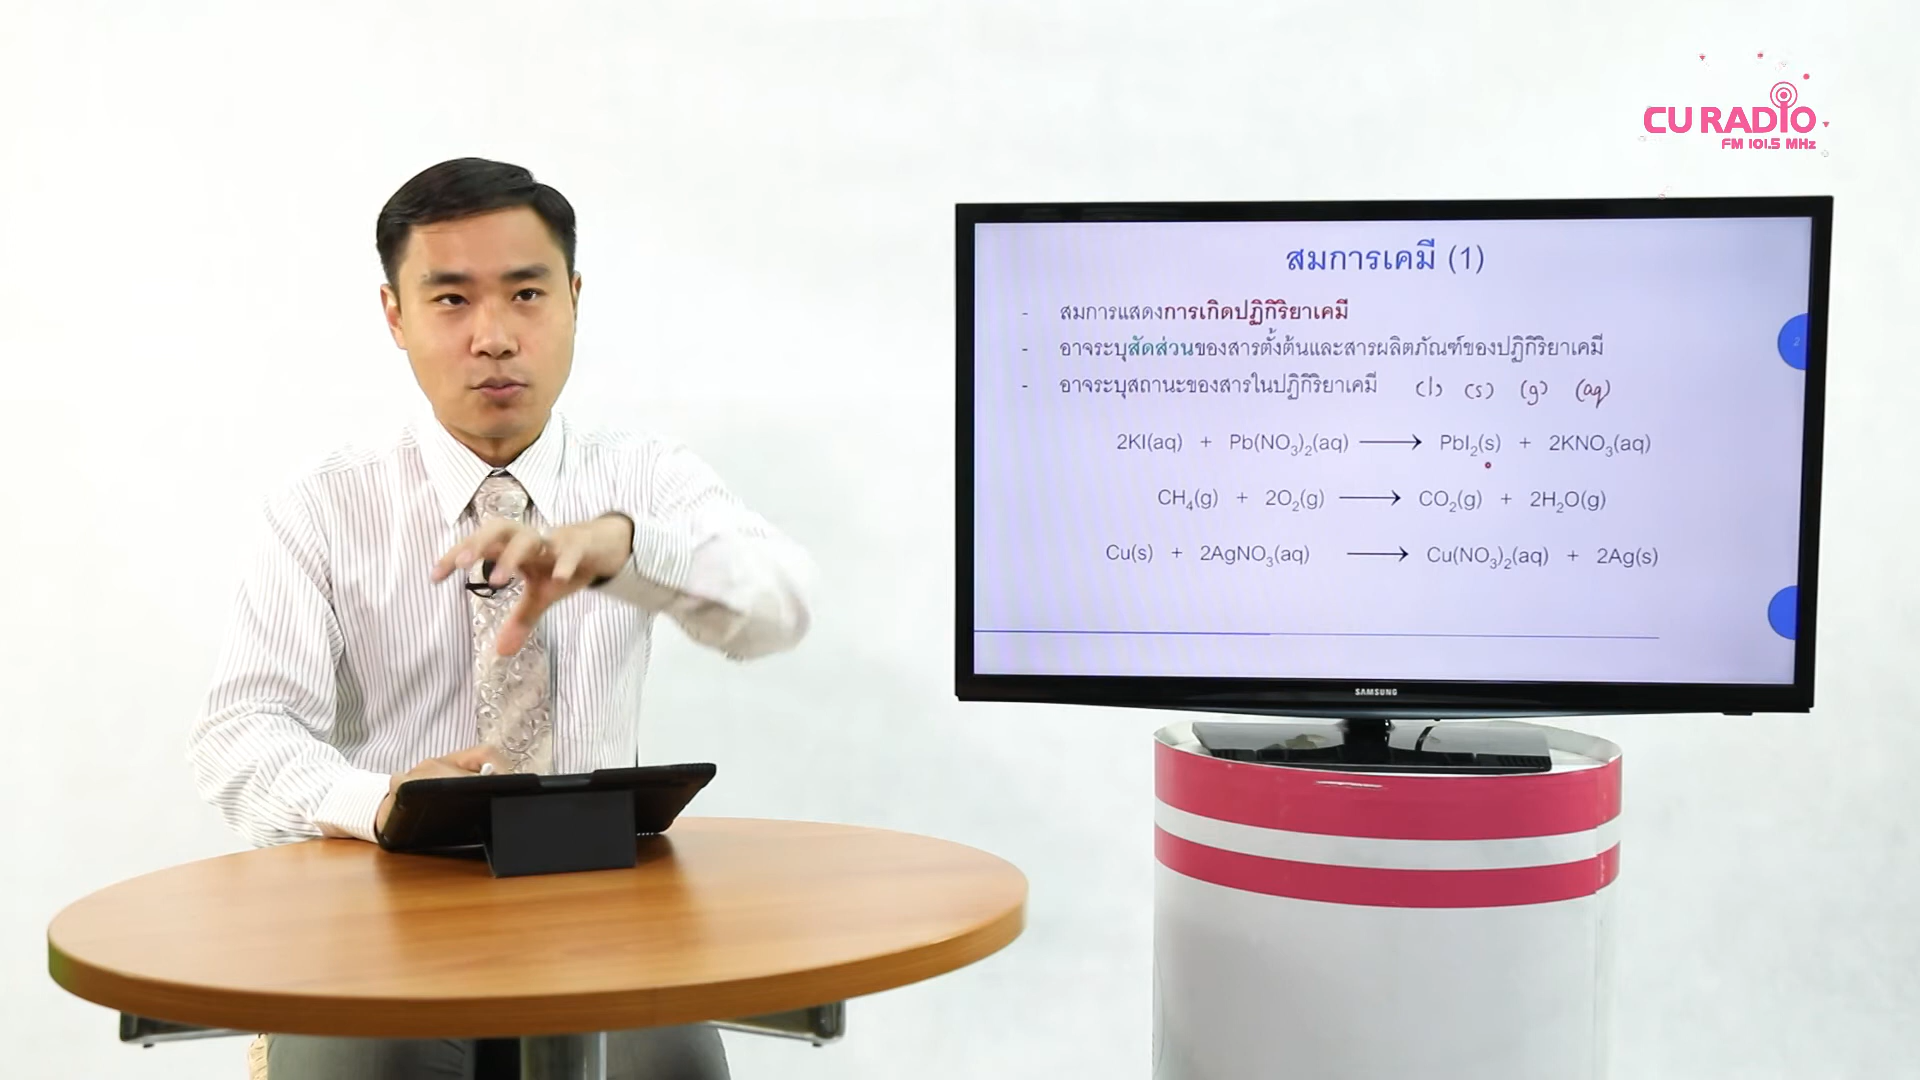 CU RADIO
FM 101.5 MHz
สมการเคมี (1)
- สมการแสดงการเกิดปฏิกิริยาเคมี
- อาจระบุสัดส่วนของสารตั้งต้นและสารผลิตภัณฑ์ของปฏิกิริยาเคมี
2
- อาจระบุสถานะของสารในปฏิกิริยาเคมี (l) (s) (g) (aq)
2KI(aq) + Pb(NO₃)₂(aq) ⟶ PbI₂(s) + 2KNO₃(aq)
CH₄(g) + 2O₂(g) ⟶ CO₂(g) + 2H₂O(g)
Cu(s) + 2AgNO₃(aq) ⟶ Cu(NO₃)₂(aq) + 2Ag(s)
SAMSUNG